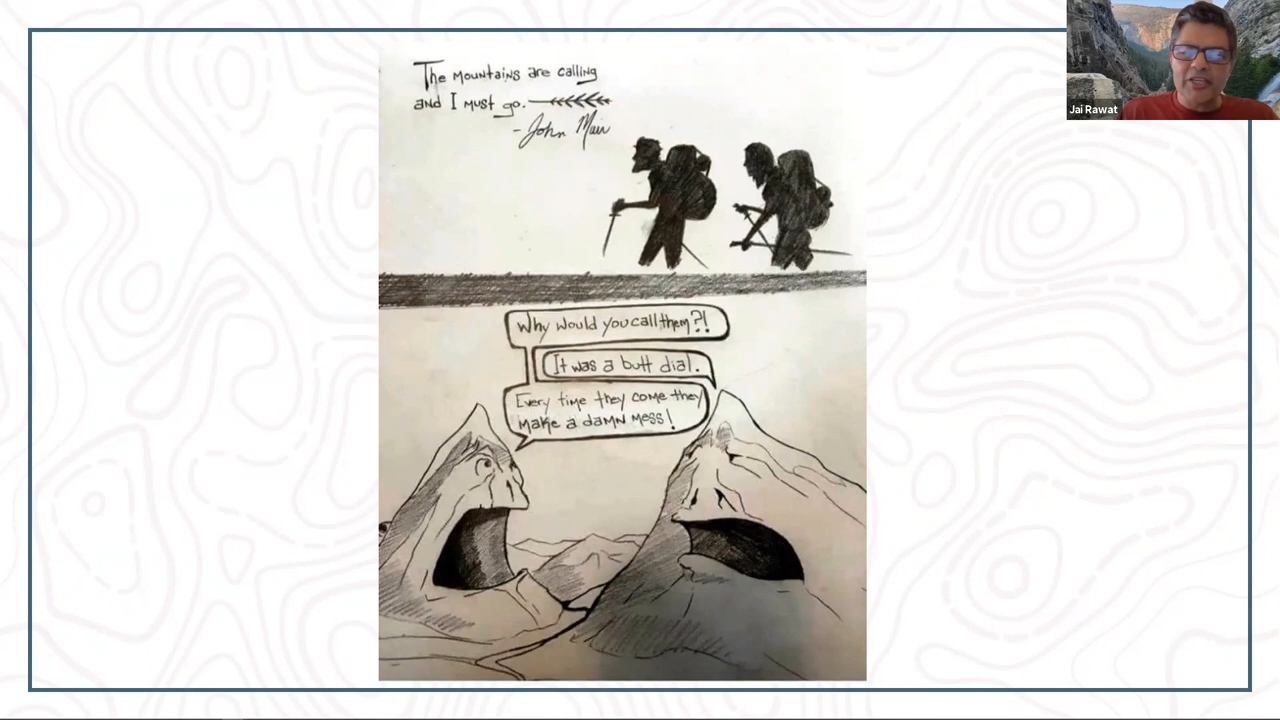 The mountains are calling
and I must go.
- John Muir
Why would you call them?!
It was a butt dial.
Every time they come they
make a damn mess!
Jai Rawat